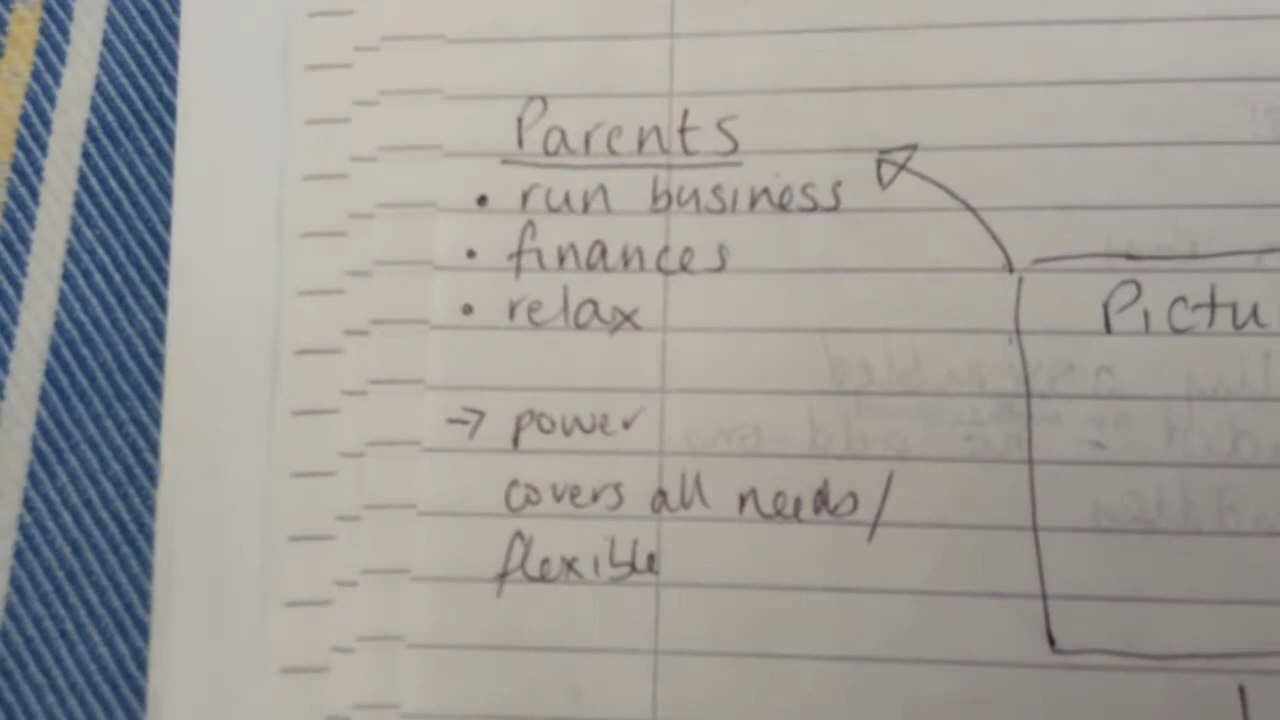 Parents
• run business
• finances
• relax
Pictu
→ power
covers all needs/
flexible